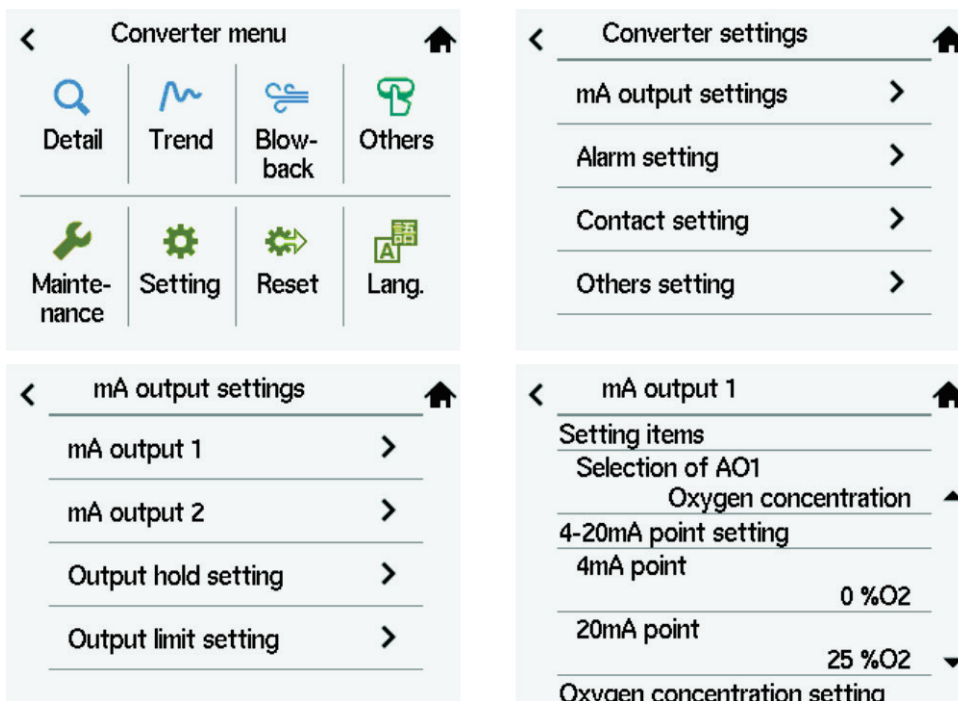 Converter menu
Detail
Trend
Blow-
back
Others
Mainte-
nance
Setting
Reset
A語
Lang.
Converter settings
mA output settings
Alarm setting
Contact setting
Others setting
mA output settings
mA output 1
mA output 2
Output hold setting
Output limit setting
mA output 1
Setting items
Selection of AO1
Oxygen concentration
4-20mA point setting
4mA point
0 %O2
20mA point
25 %O2
Oxygen concentration setting